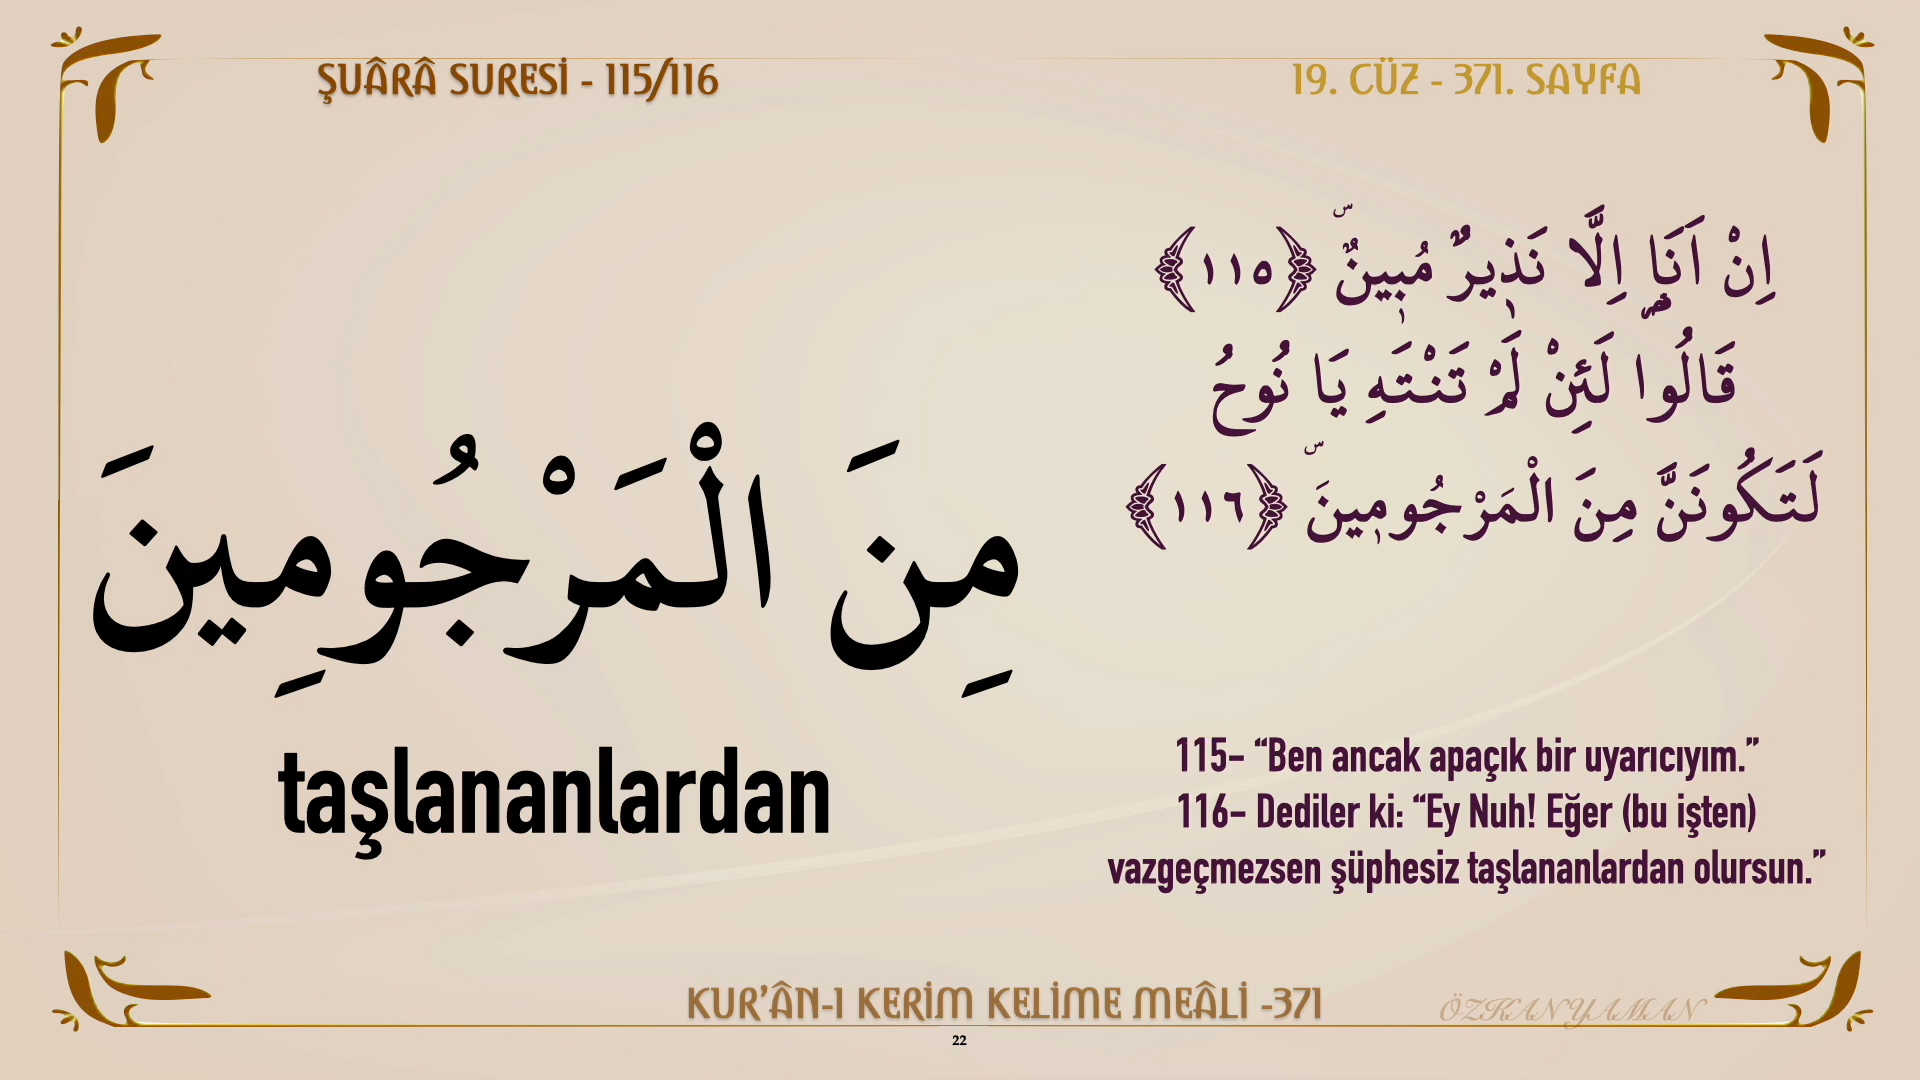 ŞUÂRÂ SURESİ - 115/116
19. CÜZ - 371. SAYFA
اِنْ اَنَا۬ اِلَّا نَذ۪يرٌ مُب۪ينٌۜ ﴿١١٥﴾
قَالُوا لَئِنْ لَمْ تَنْتَهِ يَا نُوحُ
لَتَكُونَنَّ مِنَ الْمَرْجُوم۪ينَۜ ﴿١١٦﴾
مِنَ الْمَرْجُومِينَ
taşlananlardan
115– “Ben ancak apaçık bir uyarıcıyım.”
116– Dediler ki: “Ey Nuh! Eğer (bu işten)
vazgeçmezsen şüphesiz taşlananlardan olursun.”
KUR’ÂN-I KERİM KELİME MEÂLİ -371
ÖZKAN YAMAN
22